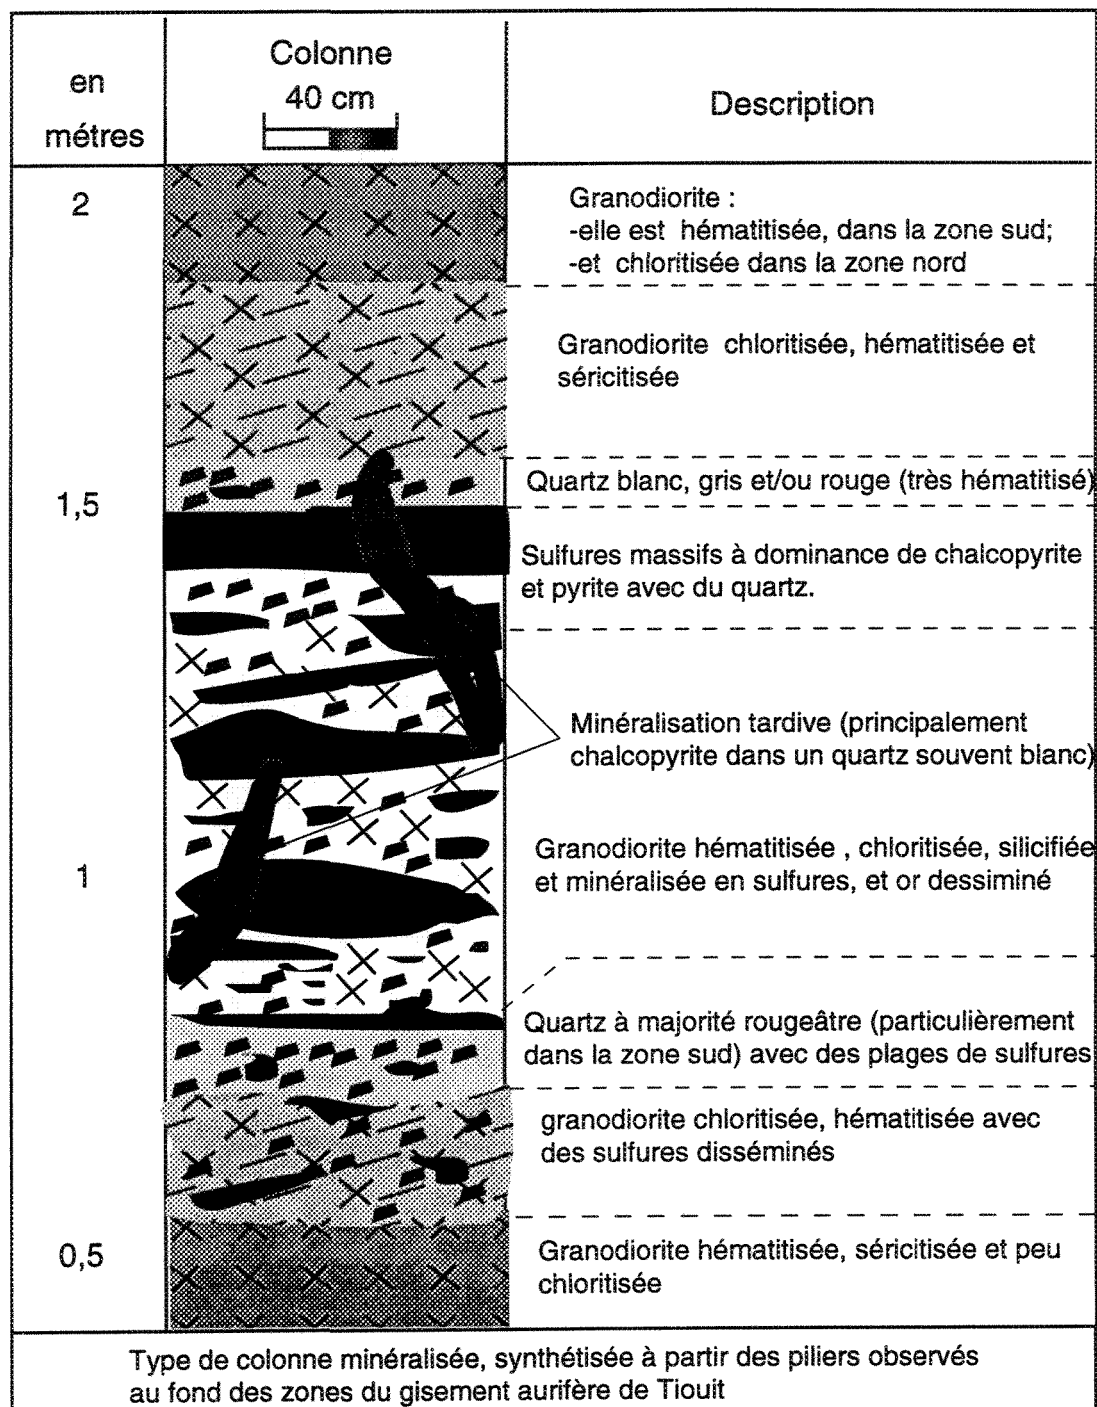 en
métres
Colonne
40 cm
Description
2
Granodiorite :
-elle est hématitisée, dans la zone sud;
-et chloritisée dans la zone nord
Granodiorite chloritisée, hématitisée et
séricitisée
Quartz blanc, gris et/ou rouge (très hématitisé)
1,5
Sulfures massifs à dominance de chalcopyrite
et pyrite avec du quartz.
Minéralisation tardive (principalement
chalcopyrite dans un quartz souvent blanc)
1
Granodiorite hématitisée , chloritisée, silicifiée
et minéralisée en sulfures, et or dessiminé
Quartz à majorité rougeâtre (particulièrement
dans la zone sud) avec des plages de sulfures
granodiorite chloritisée, hématitisée avec
des sulfures disséminés
0,5
Granodiorite hématitisée, séricitisée et peu
chloritisée
Type de colonne minéralisée, synthétisée à partir des piliers observés
au fond des zones du gisement aurifère de Tiouit